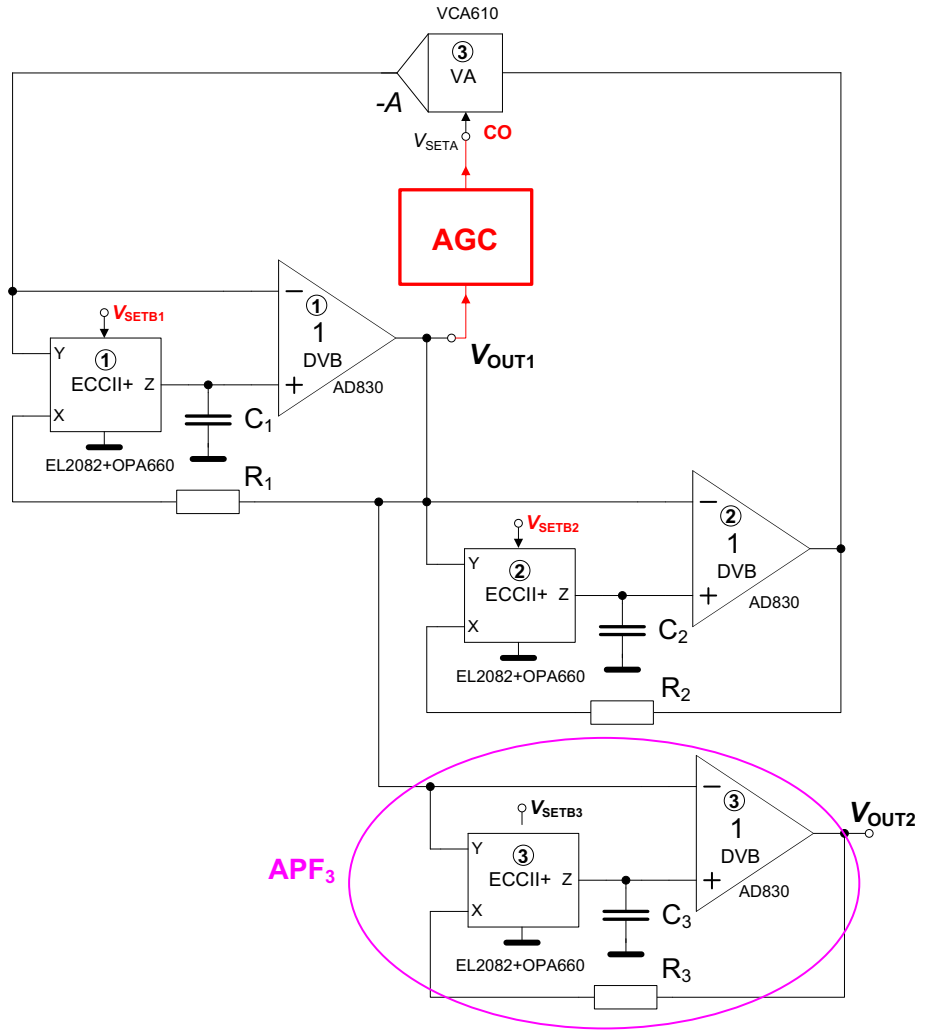 VCA610
③
VA
-A
VSETA
CO
AGC
VSETB1
①
Y
ECCII+
Z
X
EL2082+OPA660
C1
R1
−
①
1
DVB
+
AD830
VOUT1
VSETB2
②
Y
ECCII+
Z
X
EL2082+OPA660
C2
R2
−
②
1
DVB
+
AD830
APF3
VSETB3
③
Y
ECCII+
Z
X
EL2082+OPA660
C3
R3
−
③
1
DVB
+
AD830
VOUT2